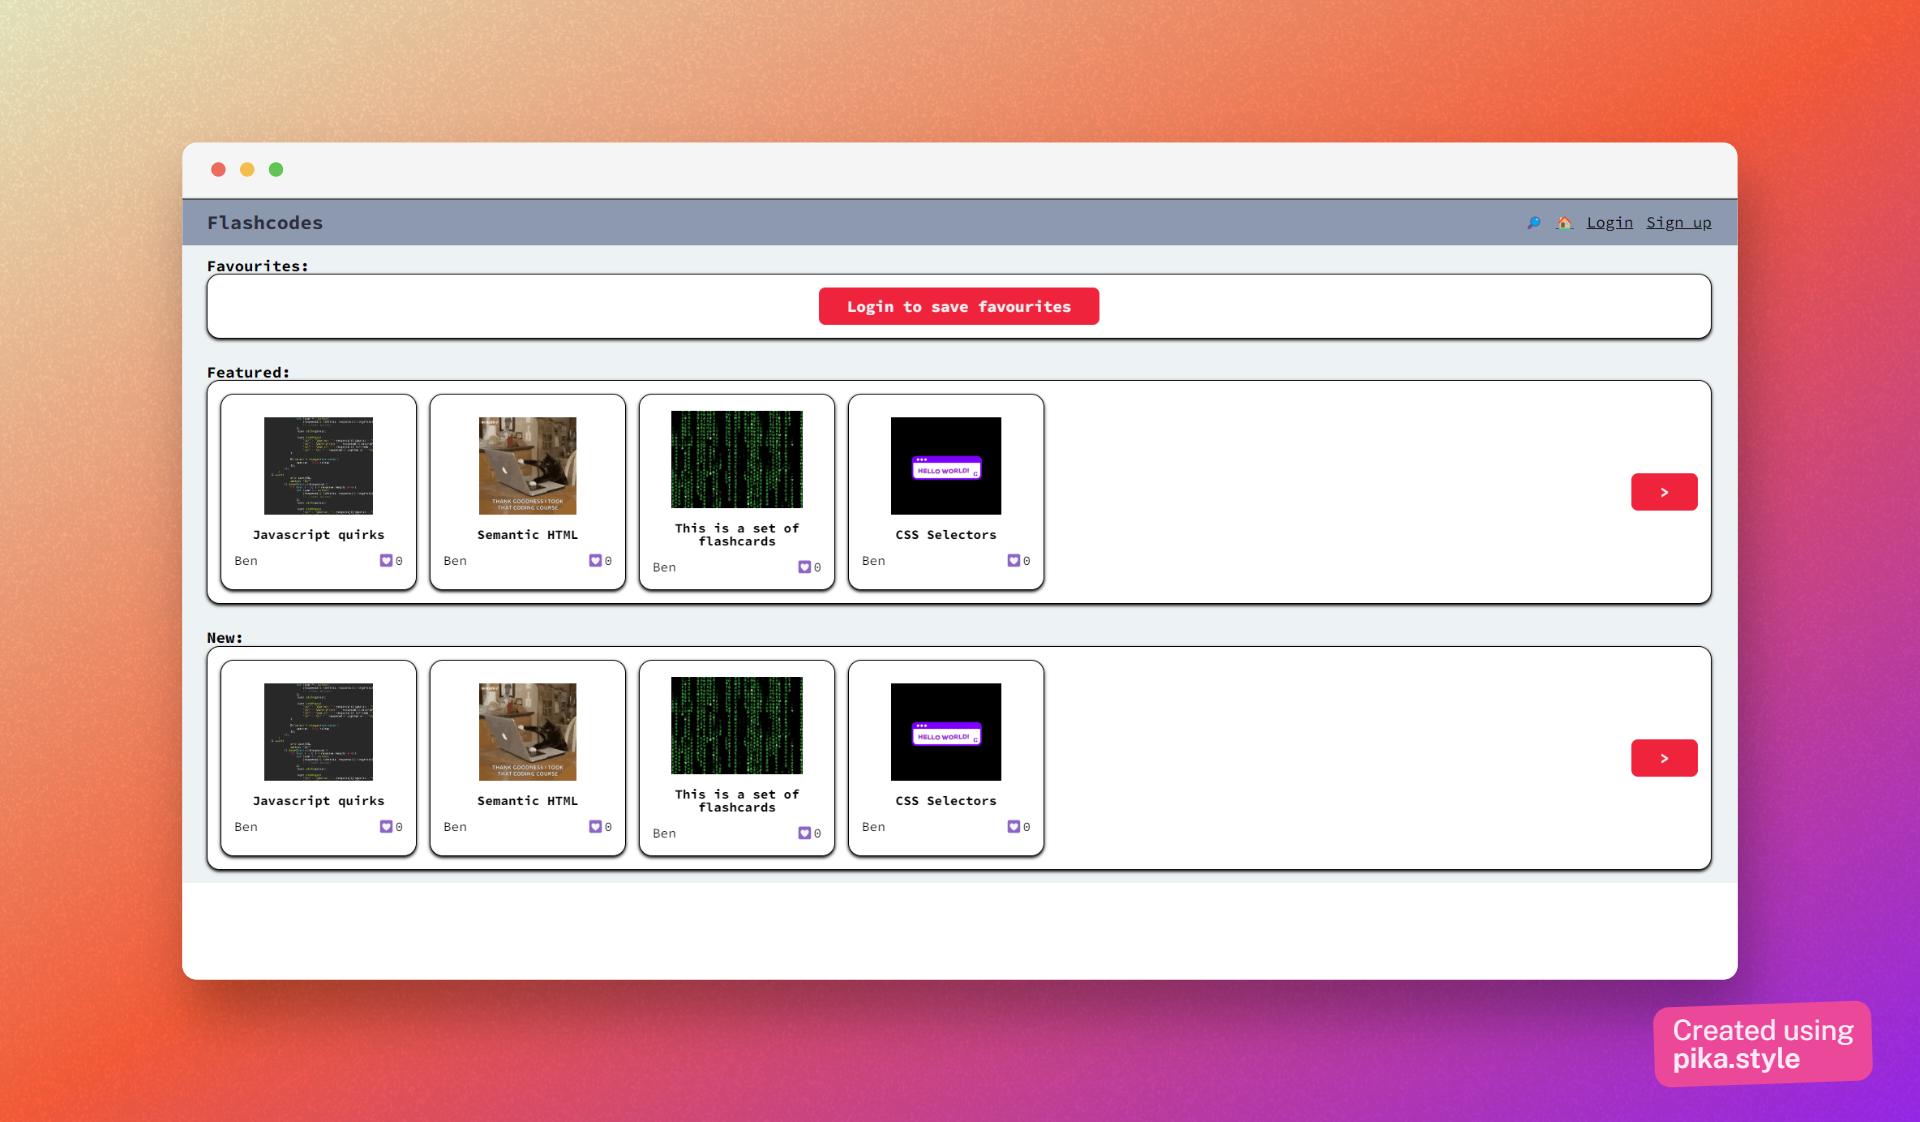 Flashcodes
Login Sign up
Favourites:
Login to save favourites
Featured:
THANK GOODNESS I TOOK
THAT CODING COURSE
HELLO WORLD!
Javascript quirks
Semantic HTML
This is a set of
flashcards
CSS Selectors
Ben 0
Ben 0
Ben 0
Ben 0
>
New:
THANK GOODNESS I TOOK
THAT CODING COURSE
HELLO WORLD!
Javascript quirks
Semantic HTML
This is a set of
flashcards
CSS Selectors
Ben 0
Ben 0
Ben 0
Ben 0
>
Created using
pika.style